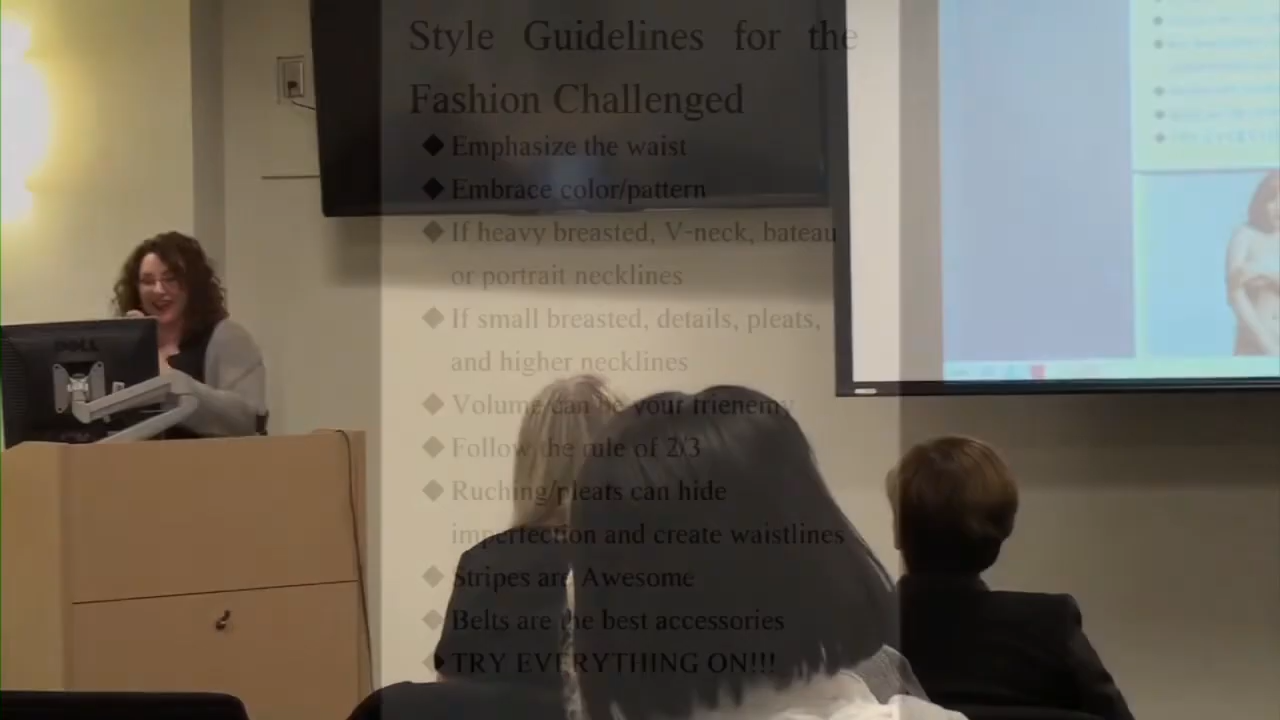 Style Guidelines for the
Fashion Challenged
◆ Emphasize the waist
◆ Embrace color/pattern
◆ If heavy breasted, V-neck, bateau
or portrait necklines
◆ If small breasted, details, pleats,
and higher necklines
◆ Volume can be your frienemy
◆ Follow the rule of 2/3
◆ Ruching/pleats can hide
imperfection and create waistlines
◆ Stripes are Awesome
◆ Belts are the best accessories
◆ TRY EVERYTHING ON!!!
DELL